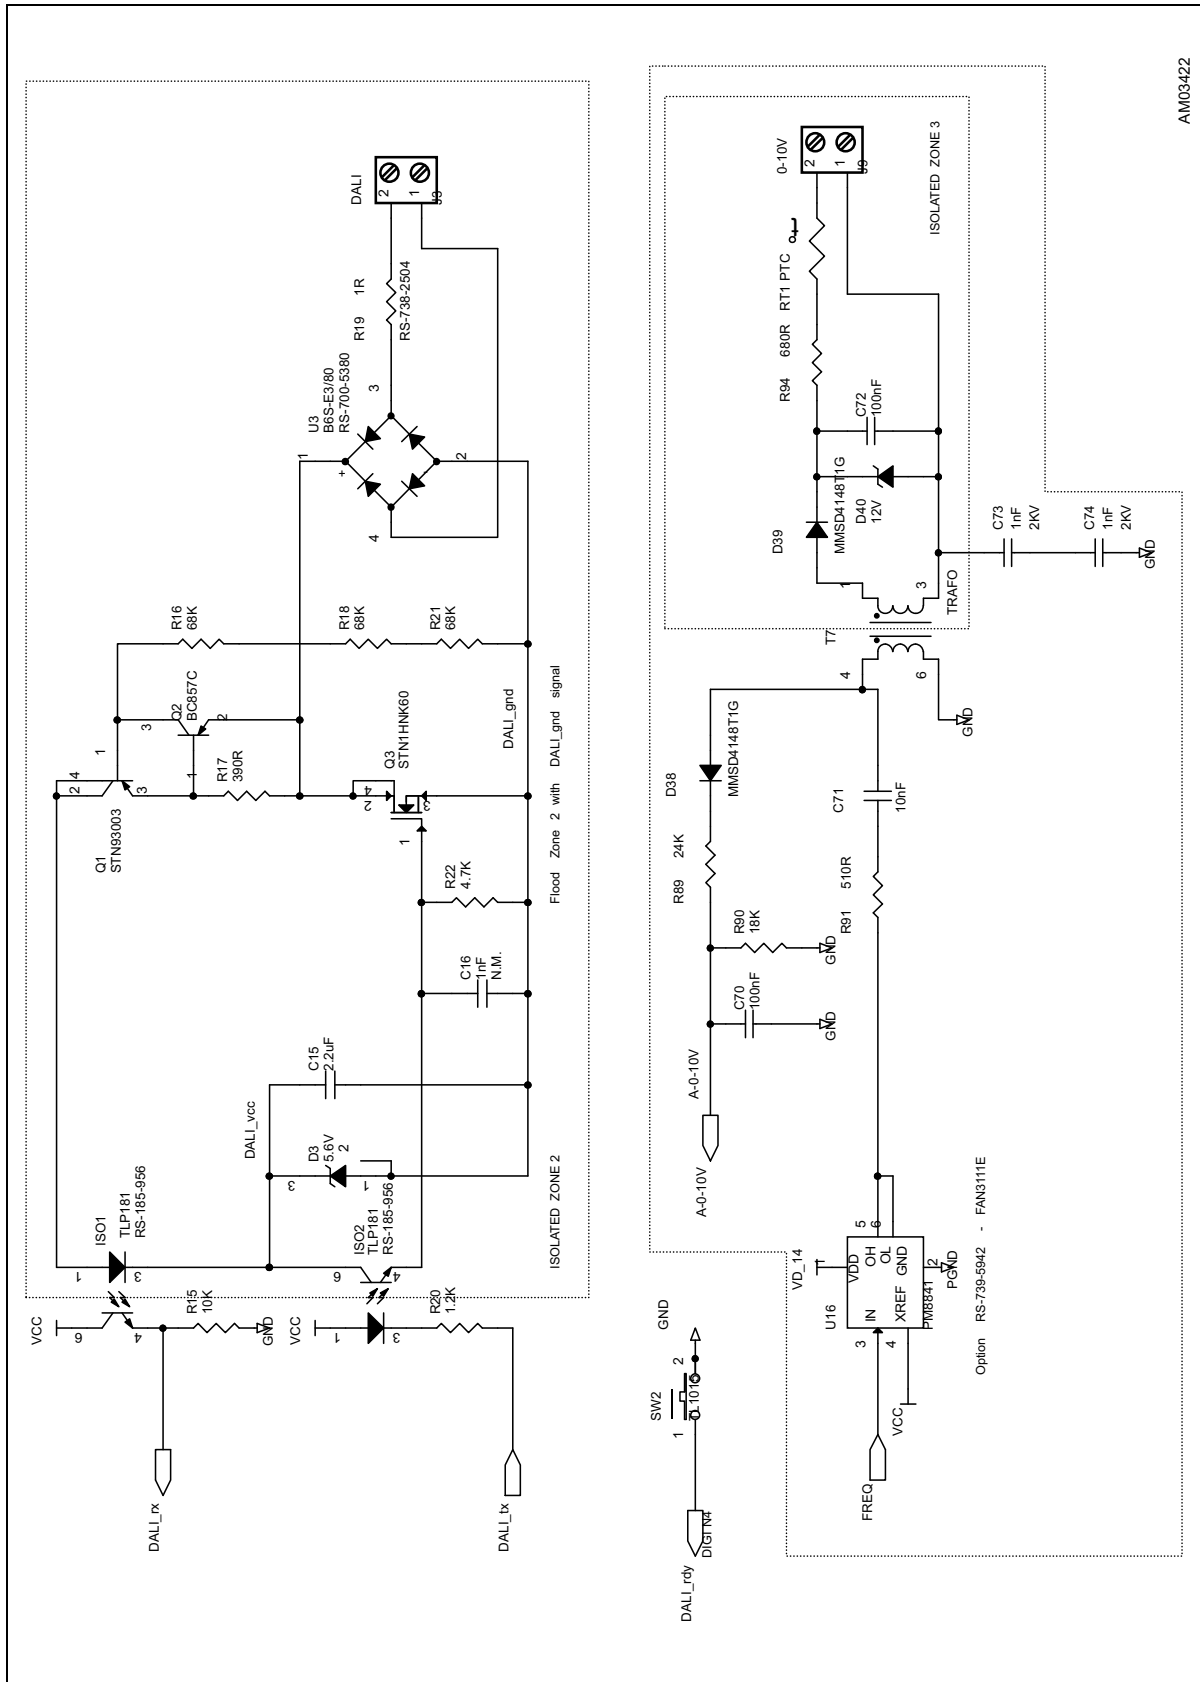 AM03422
DALI
2
1
J3
R19
1R
RS-738-2504
U3
B6S-E3/80
RS-700-5380
3
1
+
2
4
R16
68K
R18
68K
R21
68K
Q2
BC857C
3
2
1
1
R17
390R
2
4
3
Q1
STN93003
Q3
STN1HNK60
4
2
3
1
DALI_gnd
Flood Zone 2 with DALI_gnd signal
R22
4.7K
C16
1nF
N.M.
C15
2.2uF
DALI_vcc
D3
5.6V
2
3
1
ISO1
TLP181
RS-185-956
1
3
ISO2
TLP181
RS-185-956
6
4
ISOLATED ZONE 2
VCC
6
4
R15
10K
GND
VCC
1
3
R20
1.2K
DALI_rx
DALI_tx
0-10V
2
1
J9
ISOLATED ZONE 3
RT1 PTC
t°
R94
680R
C72
100nF
D40
12V
D39
MMSD4148T1G
1
3
TRAFO
T7
4
6
GND
C73
1nF
2KV
C74
1nF
2KV
GND
D38
MMSD4148T1G
C71
10nF
R89
24K
R91
510R
R90
18K
GND
C70
100nF
GND
A-0-10V
A-0-10V
VD_14
U16
VDD
IN
XREF
OH
OL
GND
PM8841
5
6
2
3
4
1
PGND
VCC
FREQ
Option RS-739-5942 - FAN3111E
SW2
1
2
GND
DALI_rdy
DIGI N4